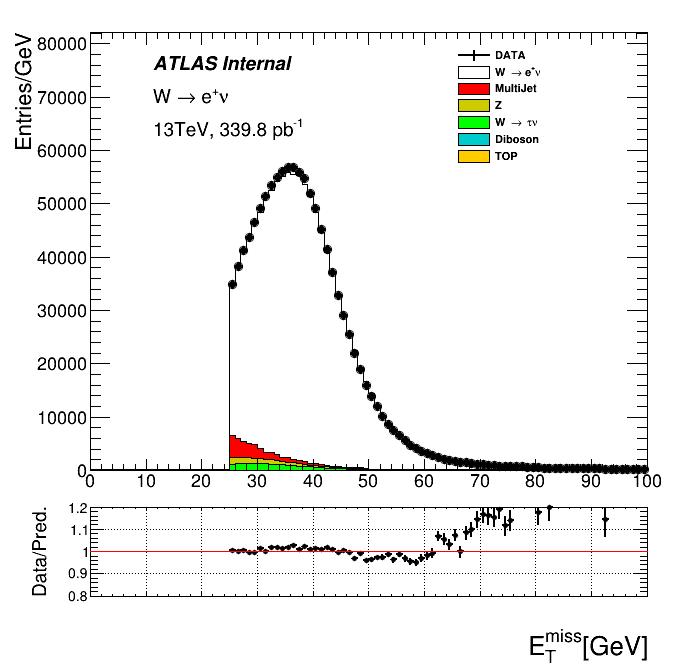 Entries/GeV
80000
70000
60000
50000
40000
30000
20000
10000
0
ATLAS Internal
W → e⁺ν
13TeV, 339.8 pb⁻¹
DATA
W → e⁺ν
MultiJet
Z
W → τν
Diboson
TOP
0 10 20 30 40 50 60 70 80 90 100
Data/Pred.
1.2
1.1
1
0.9
0.8
E_T^miss[GeV]